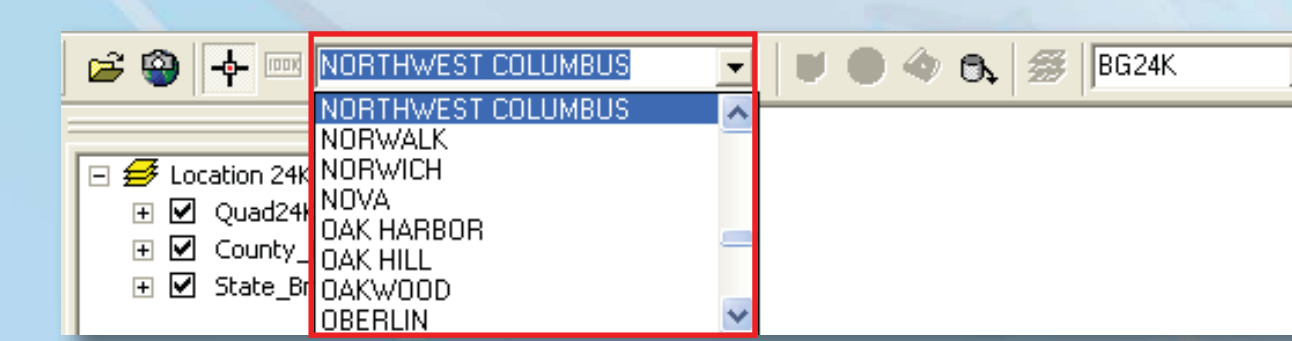 100K NORTHWEST COLUMBUS BG24K
NORTHWEST COLUMBUS
NORWALK
NORWICH
NOVA
OAK HARBOR
OAK HILL
OAKWOOD
OBERLIN
Location 24K
Quad24K
County_
State_Br